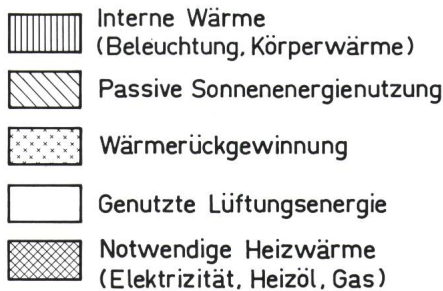 Interne Wärme
(Beleuchtung, Körperwärme)
Passive Sonnenenergienutzung
Wärmerückgewinnung
Genutzte Lüftungsenergie
Notwendige Heizwärme
(Elektrizität, Heizöl, Gas)